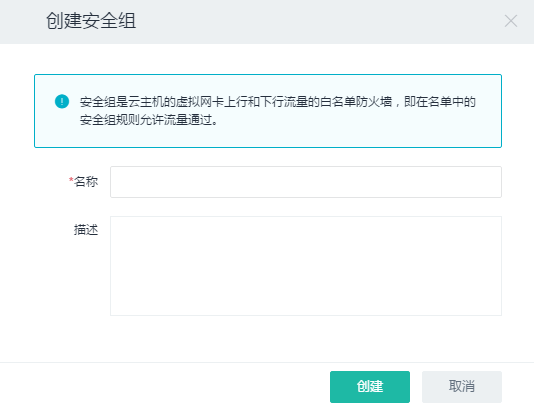 创建安全组
安全组是云主机的虚拟网卡上行和下行流量的白名单防火墙，即在名单中的
安全组规则允许流量通过。
*名称
描述
创建 取消